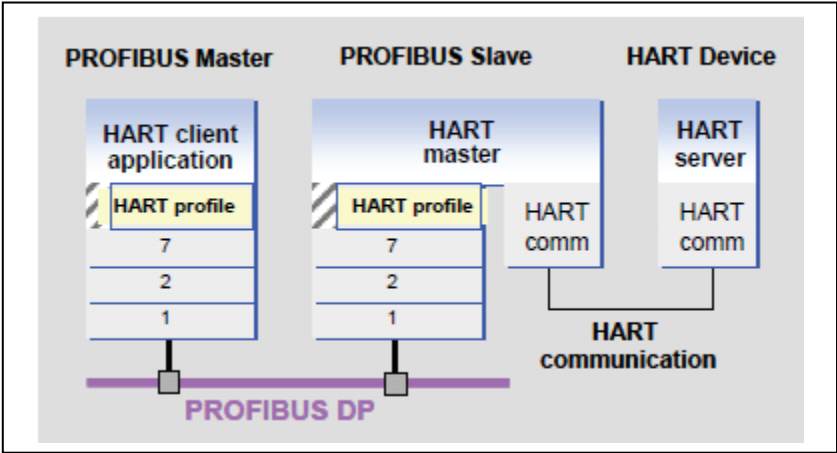 PROFIBUS Master
PROFIBUS Slave
HART Device
HART client
application
HART
master
HART
server
HART profile
HART profile
HART
comm
HART
comm
7
7
2
2
1
1
HART
communication
PROFIBUS DP